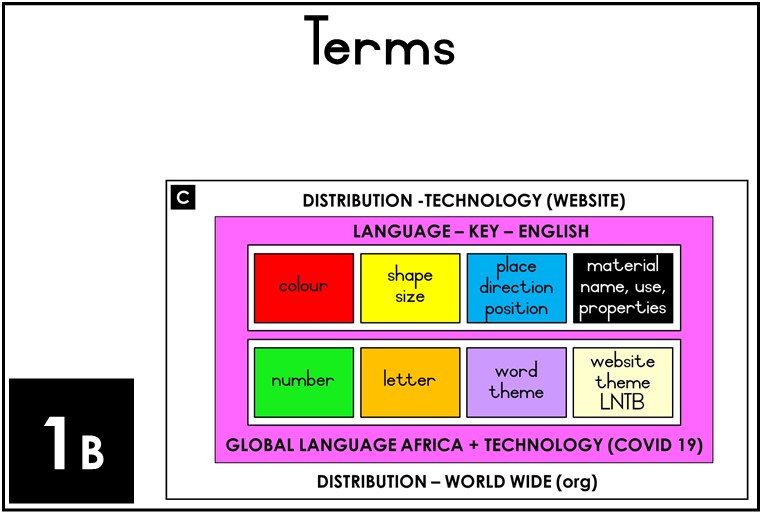 Terms
C
DISTRIBUTION -TECHNOLOGY (WEBSITE)
LANGUAGE – KEY – ENGLISH
colour
shape
size
place
direction
position
material
name, use,
properties
number
letter
word
theme
website
theme
LNTB
GLOBAL LANGUAGE AFRICA + TECHNOLOGY (COVID 19)
DISTRIBUTION – WORLD WIDE (org)
1B